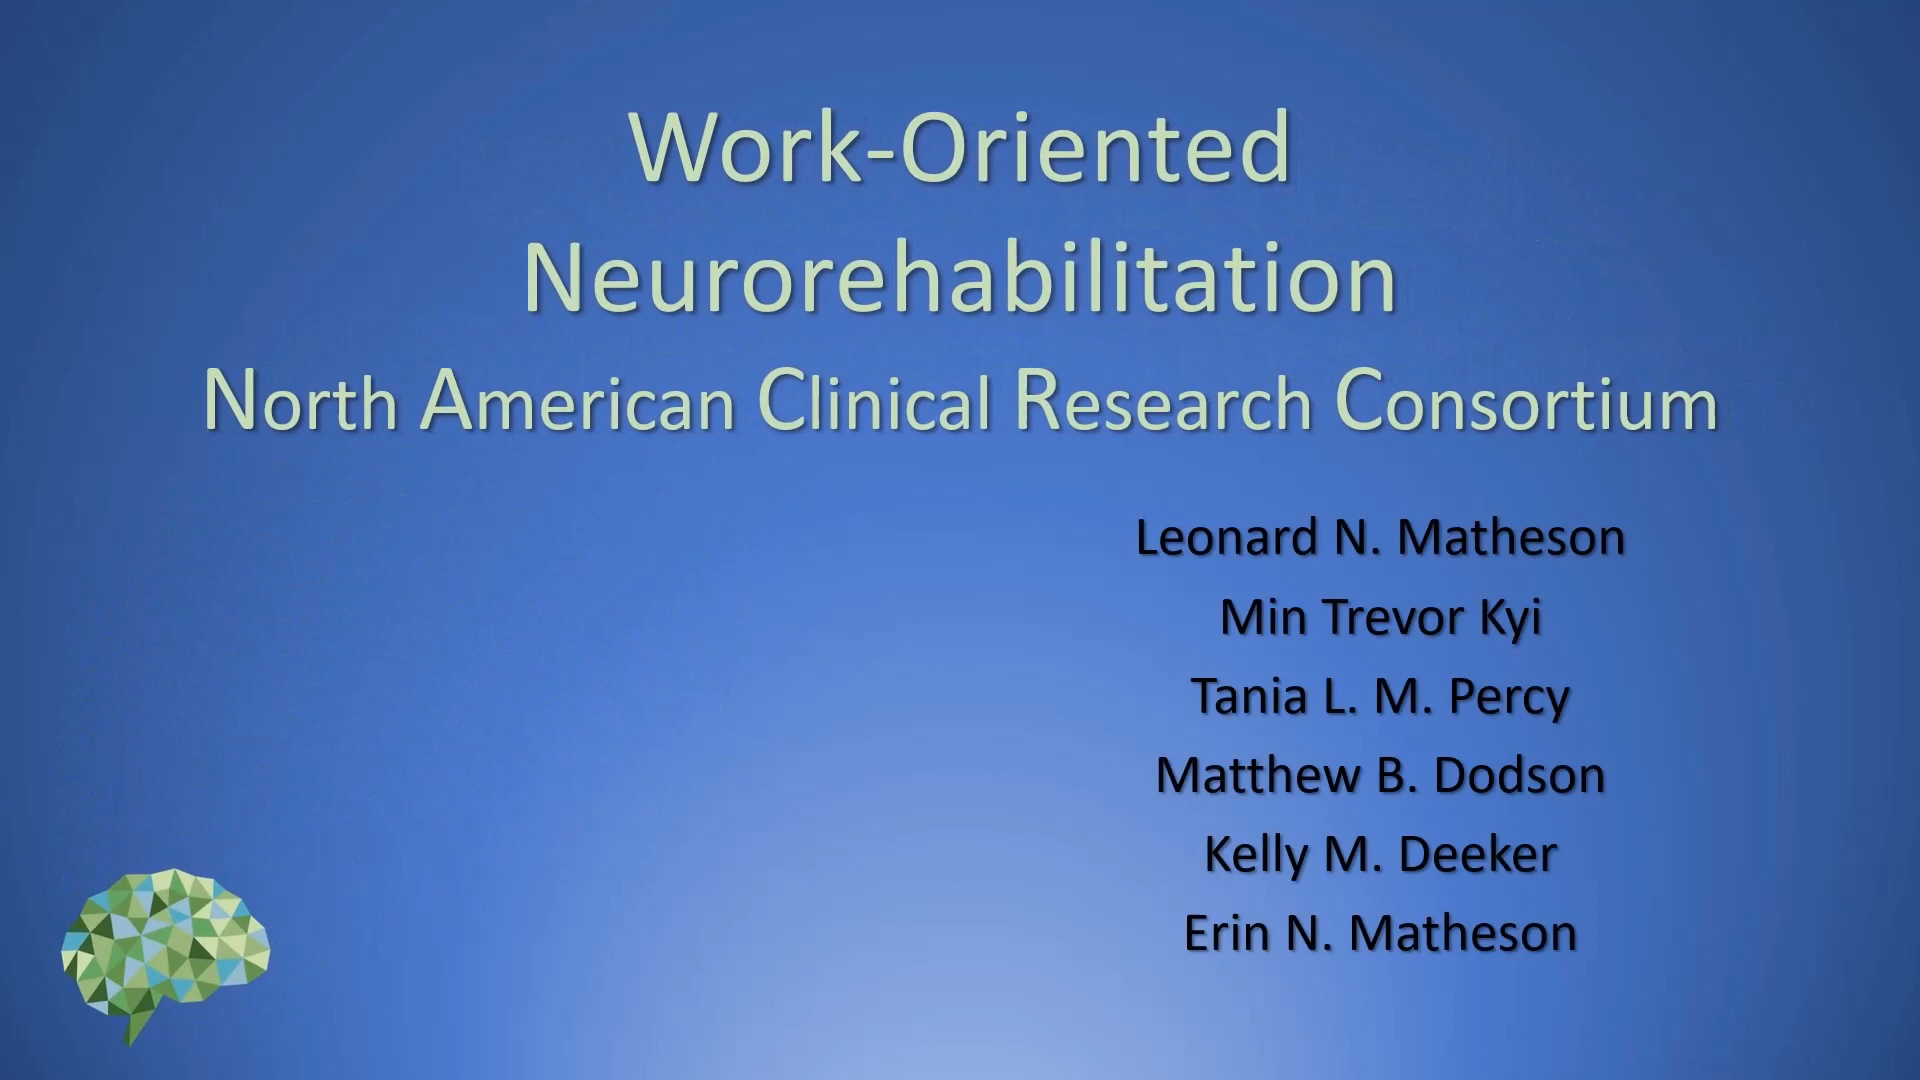 Work-Oriented
Neurorehabilitation
North American Clinical Research Consortium
Leonard N. Matheson
Min Trevor Kyi
Tania L. M. Percy
Matthew B. Dodson
Kelly M. Deeker
Erin N. Matheson